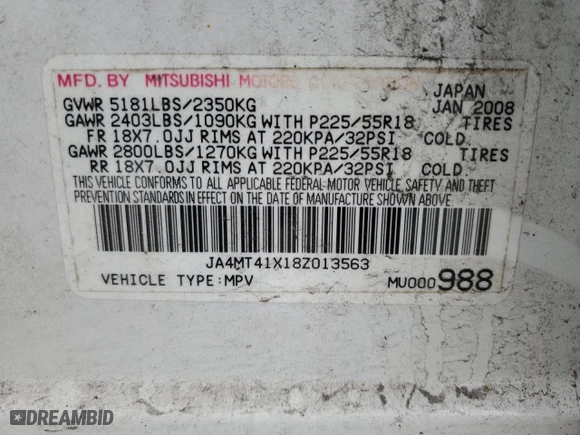 MFD. BY MITSUBISHI MOTORS
JAPAN
GVWR 5181LBS/2350KG JAN 2008
GAWR 2403LBS/1090KG WITH P225/55R18 TIRES
FR 18X7.0JJ RIMS AT 220KPA/32PSI COLD
GAWR 2800LBS/1270KG WITH P225/55R18 TIRES
RR 18X7.0JJ RIMS AT 220KPA/32PSI COLD
THIS VEHICLE CONFORMS TO ALL APPLICABLE FEDERAL MOTOR VEHICLE, SAFETY AND THEFT
PREVENTION STANDARDS IN EFFECT ON THE DATE OF MANUFACTURE SHOWN ABOVE.
JA4MT41X18Z013563
VEHICLE TYPE:MPV MU000988
DREAMBID